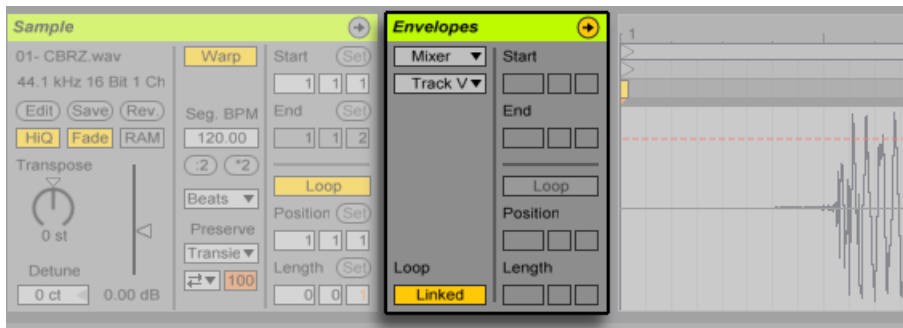 Sample
01- CBRZ.wav
44.1 kHz 16 Bit 1 Ch
Edit Save Rev.
HiQ Fade RAM
Transpose
0 st
Detune
0 ct 0.00 dB
Warp
Seg. BPM
120.00
:2 *2
Beats
Preserve
Transie
100
Start Set
1 1 1
End Set
1 1 2
Loop
Position Set
1 1 1
Length Set
0 0 1
Envelopes
Mixer
Track V
Loop
Linked
Start
End
Loop
Position
Length
1